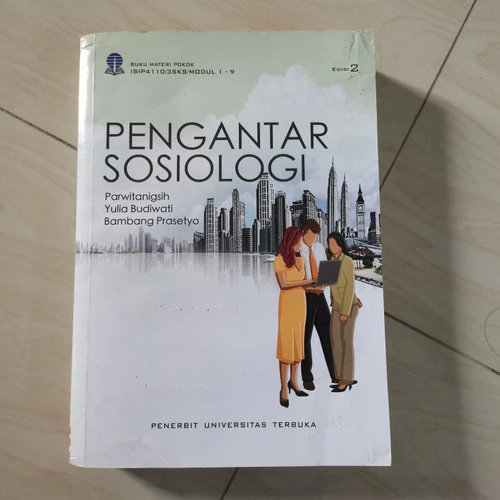 BUKU MATERI POKOK
ISIP4110/3SKS/MODUL 1 - 9
EDISI 2
PENGANTAR
SOSIOLOGI
Parwitanigsih
Yulia Budiwati
Bambang Prasetyo
PENERBIT UNIVERSITAS TERBUKA